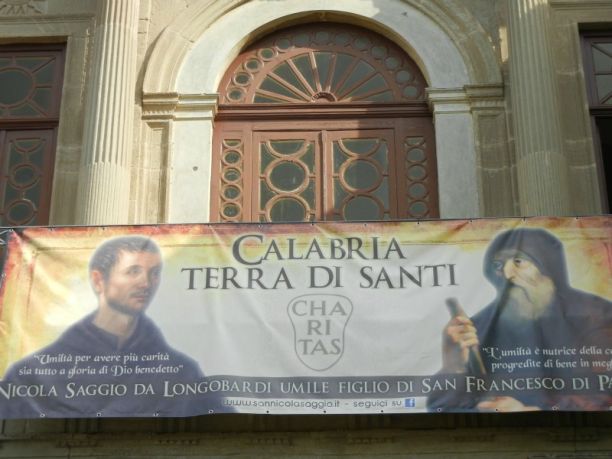 CALABRIA
TERRA DI SANTI
CHA
RI
TAS
"Umiltà per avere più carità
sia tutto a gloria di Dio benedetto"
"L'umiltà è nutrice della
progredite di bene in
NICOLA SAGGIO DA LONGOBARDI UMILE FIGLIO DI SAN FRANCESCO DI
www.sannicolasaggio.it - seguici su f